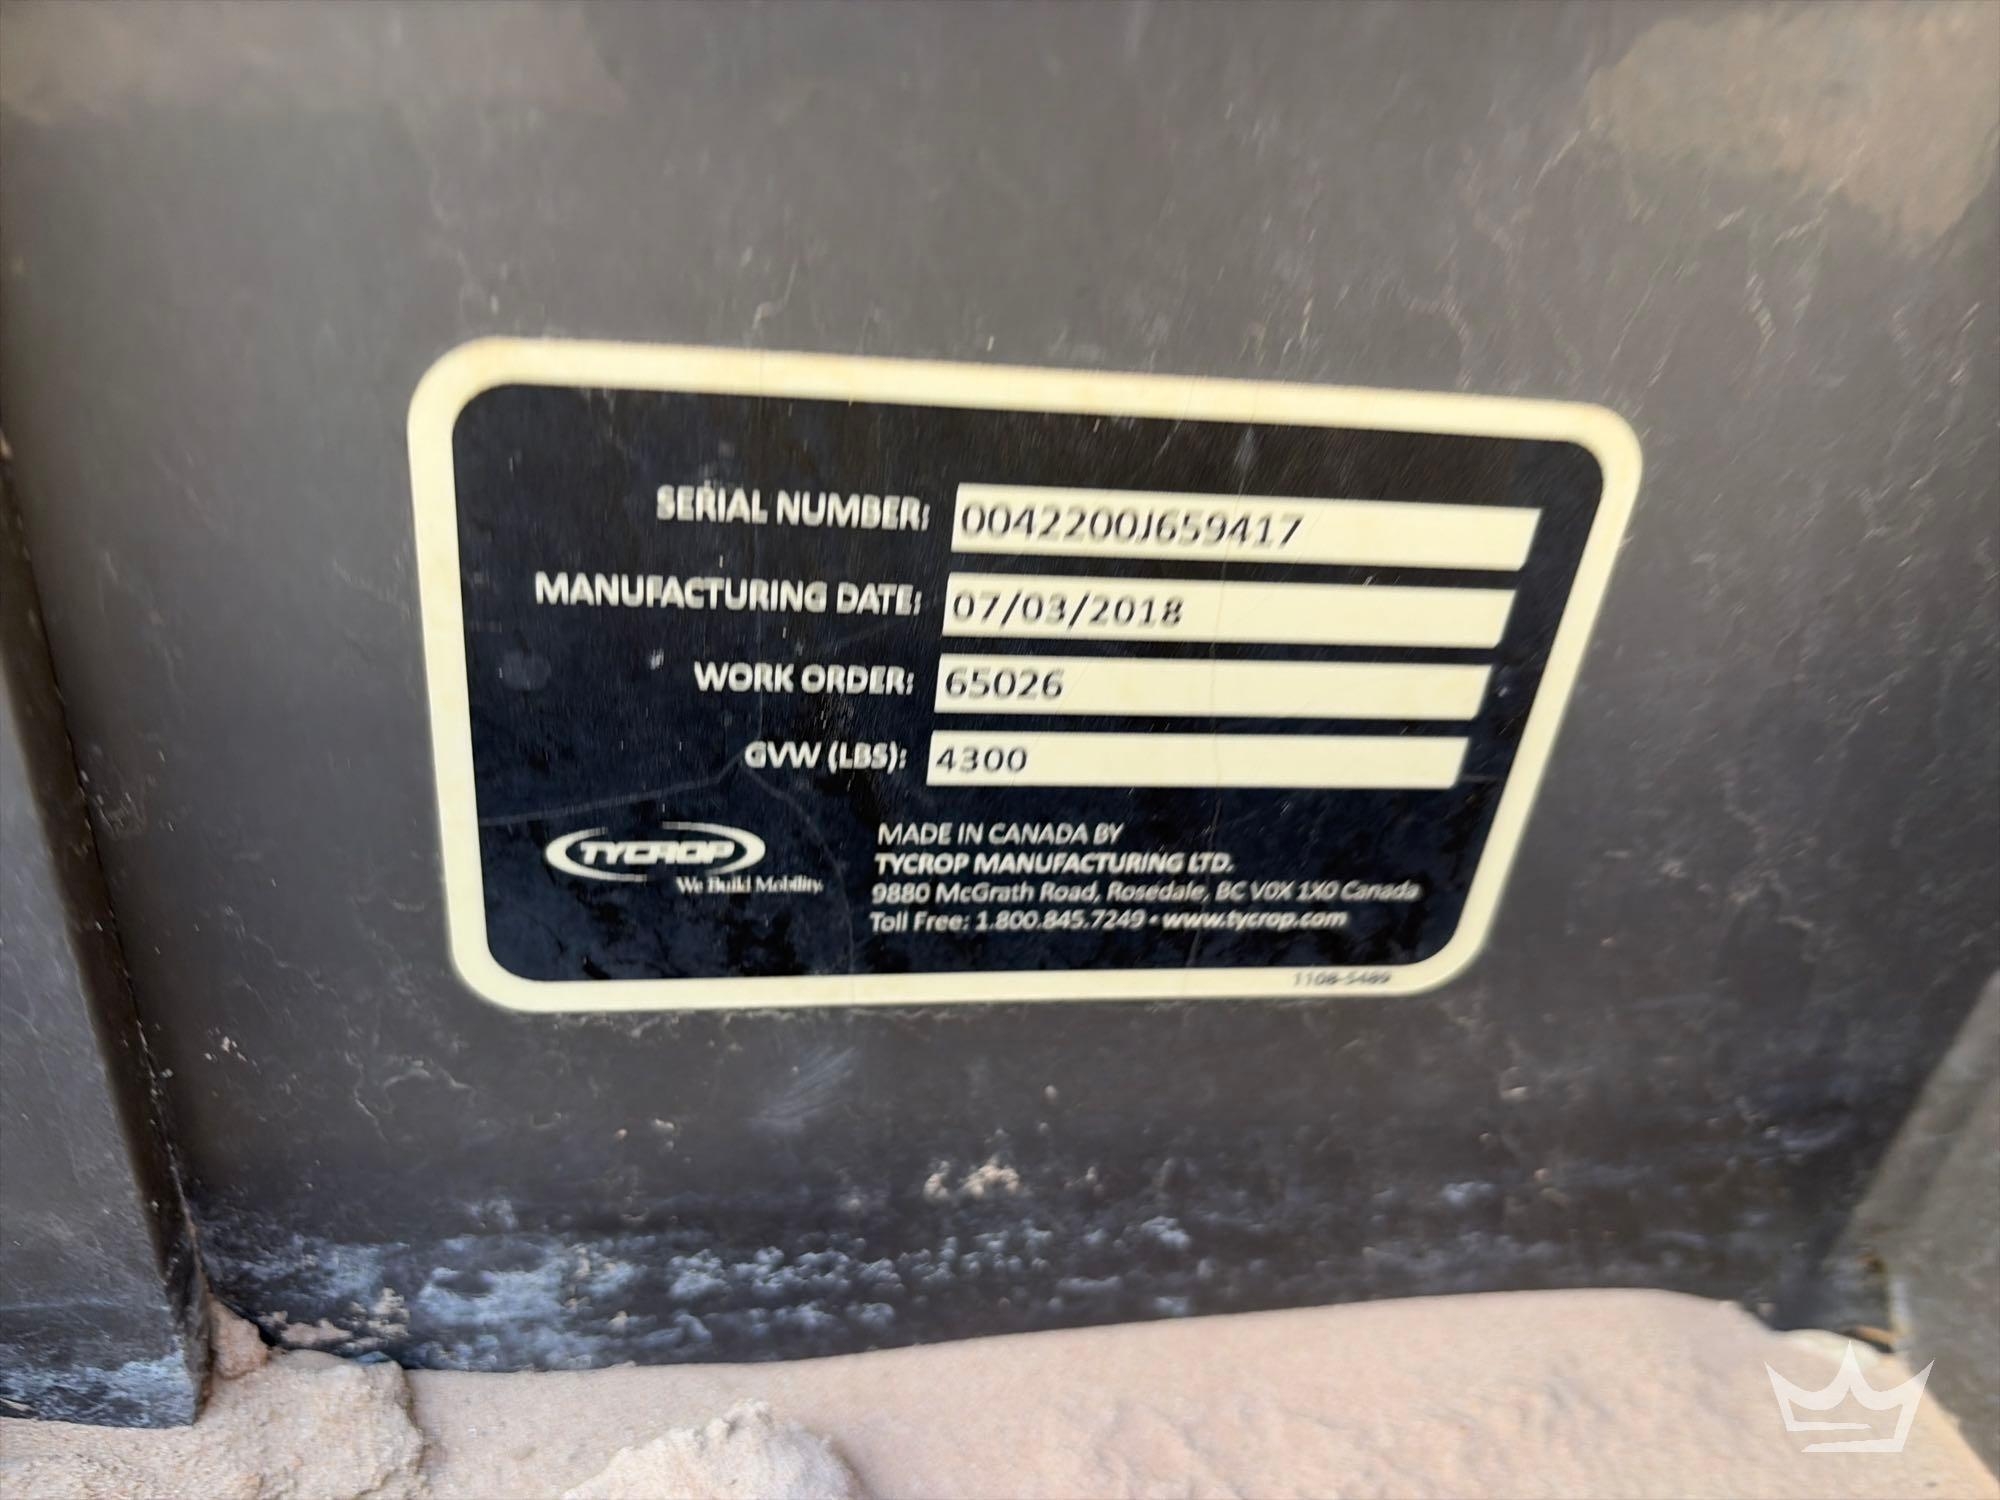 SERIAL NUMBER: 0042200J659417
MANUFACTURING DATE: 07/03/2018
WORK ORDER: 65026
GVW (LBS): 4300
TYCROP
We Build Mobility.
MADE IN CANADA BY
TYCROP MANUFACTURING LTD.
9880 McGrath Road, Rosedale, BC V0X 1X0 Canada
Toll Free: 1.800.845.7249 • www.tycrop.com
1108-5489